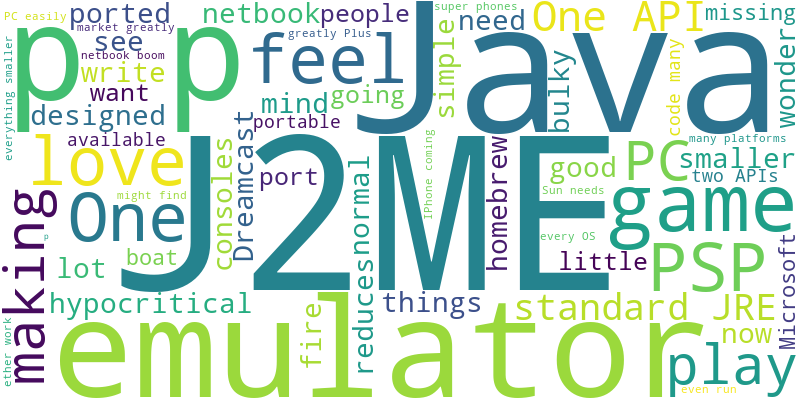 PC easily
ported
netbook
people
super phones
need
One API
missing
market greatly
see
greatly Plus
netbook boom
write
feel
Java
simple
bulky
code many
wonder
everything smaller
p
p
want
mind
going
designed
portable
available
love
Dreamcast
port
normal
IPhone coming
homebrew
good
PC
many platforms
smaller
two APIs
might find
Sun needs
One
consoles
J2ME
game
making
p
every OS
boat
lot
little
PSP
Microsoft
hypocritical
reduces
things
standard JRE
ether work
fire
emulator
now
play
even run